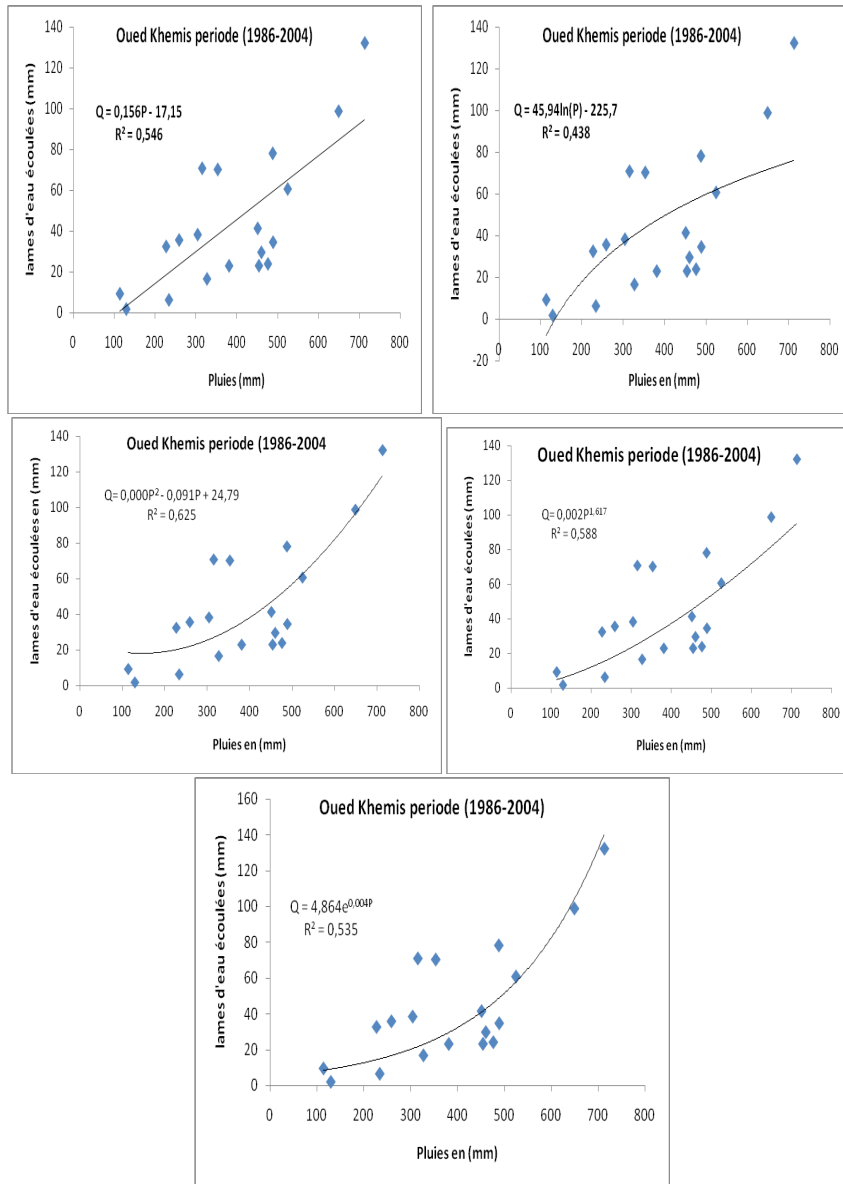 Oued Khemis periode (1986-2004)
Q = 0,156P - 17,15
R² = 0,546
lames d'eau écoulées (mm)
140
120
100
80
60
40
20
0
0 100 200 300 400 500 600 700 800
Pluies (mm)
Oued Khemis periode (1986-2004)
Q = 45,94ln(P) - 225,7
R² = 0,438
lames d'eau écoulées (mm)
140
120
100
80
60
40
20
0
-20
0 100 200 300 400 500 600 700 800
Pluies en (mm)
Oued Khemis periode (1986-2004
Q= 0,000P² - 0,091P + 24,79
R² = 0,625
lames d'eau écoulées en (mm)
140
120
100
80
60
40
20
0
0 100 200 300 400 500 600 700 800
Pluies en (mm)
Oued Khemis periode (1986-2004)
Q=0,002P¹,⁶¹⁷
R² = 0,588
lames d'eau écoulées (mm)
140
120
100
80
60
40
20
0
0 100 200 300 400 500 600 700 800
Pluies en (mm)
Oued Khemis periode (1986-2004)
Q = 4,864e⁰,⁰⁰⁴ᴾ
R² = 0,535
lames d'eau écoulées (mm)
160
140
120
100
80
60
40
20
0
0 100 200 300 400 500 600 700 800
Pluies en (mm)